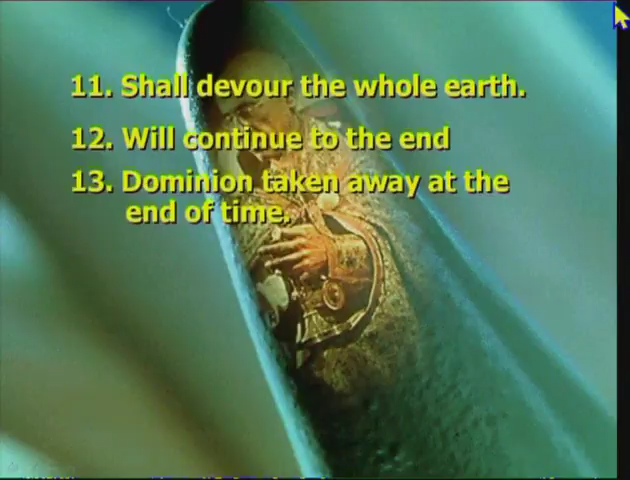 11. Shall devour the whole earth.
12. Will continue to the end
13. Dominion taken away at the
end of time.